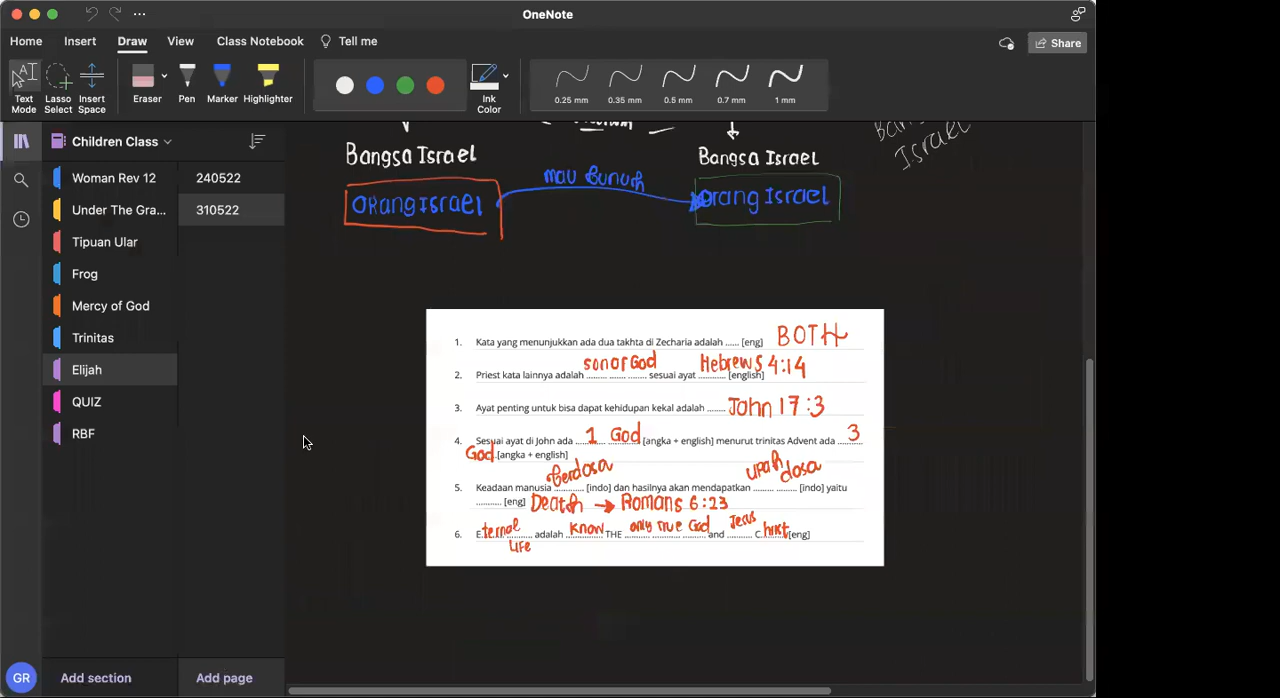 OneNote
Home Insert Draw View Class Notebook Tell me
Share
Text Mode
Lasso Select
Insert Space
Eraser
Pen
Marker
Highlighter
Ink Color
0.25 mm
0.35 mm
0.5 mm
0.7 mm
1 mm
Children Class
Woman Rev 12
Under The Gra...
Tipuan Ular
Frog
Mercy of God
Trinitas
Elijah
QUIZ
RBF
240522
310522
Add section
Add page
GR
Israel
Bangsa Israel
Bangsa Israel
mau bunuh
ORang Israel
orang Israel
1. Kata yang menunjukkan ada dua takhta di Zecharia adalah ..... [eng] BOTH
2. Priest kata lainnya adalah son of God sesuai ayat Hebrews 4:14 [english]
3. Ayat penting untuk bisa dapat kehidupan kekal adalah ....... John 17:3
4. Sesuai ayat di John ada 1 God [angka + english] menurut trinitas Advent ada 3
God [angka + english]
5. Keadaan manusia berdosa [indo] dan hasilnya akan mendapatkan upah dosa [indo] yaitu
.......... [eng] Death → Romans 6:23
6. Eternal Life adalah know THE only true God and Jesus Christ [eng]